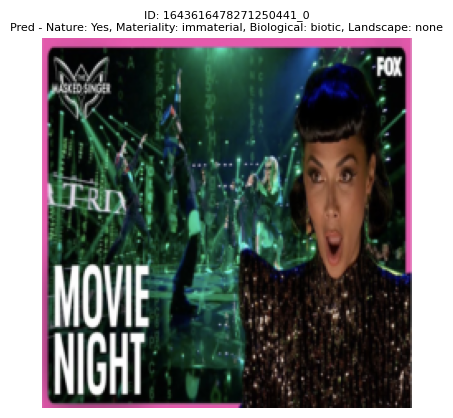 ID: 1643616478271250441_0
Pred - Nature: Yes, Materiality: immaterial, Biological: biotic, Landscape: none
THE
MASKED SINGER
FOX
ATRIX
MOVIE
NIGHT